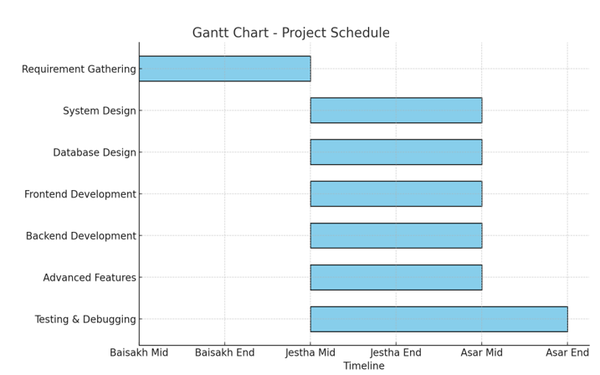 Gantt Chart - Project Schedule
Requirement Gathering
System Design
Database Design
Frontend Development
Backend Development
Advanced Features
Testing & Debugging
Baisakh Mid Baisakh End Jestha Mid Jestha End Asar Mid Asar End
Timeline